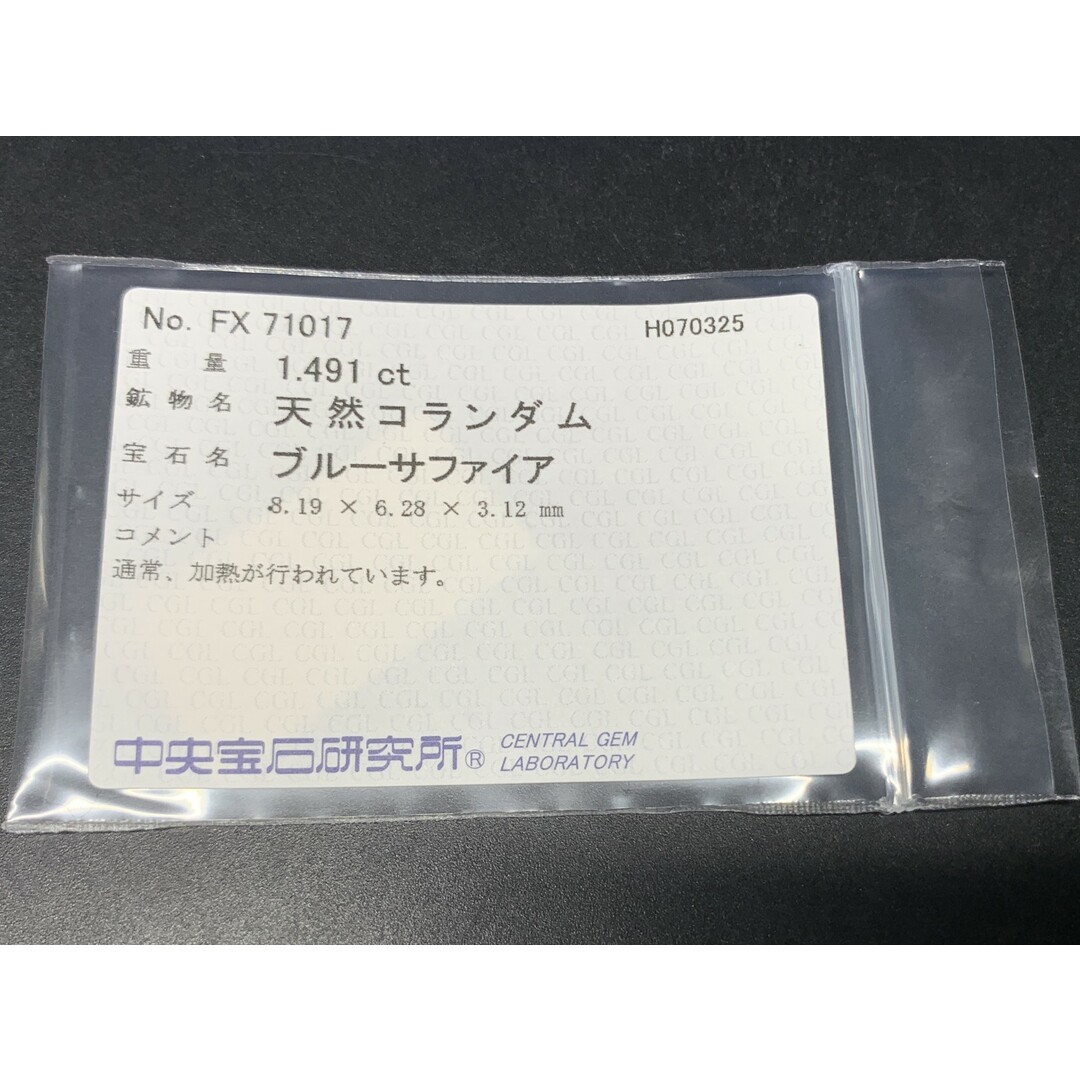 No. FX 71017 H070325
重量 1.491 ct
鉱物名 天然コランダム
宝石名 ブルーサファイア
サイズ 8.19 × 6.28 × 3.12 mm
コメント
通常、加熱が行われています。
中央宝石研究所® CENTRAL GEM
LABORATORY